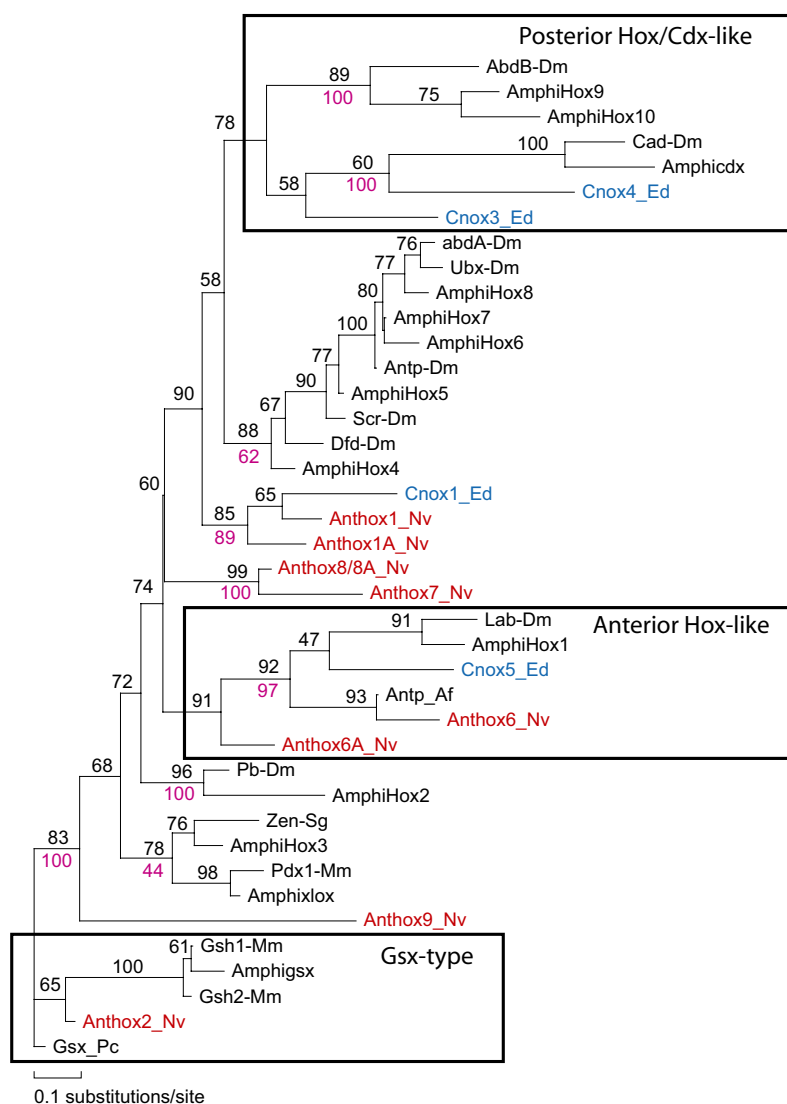 Posterior Hox/Cdx-like
AbdB-Dm
89
100
AmphiHox9
75
AmphiHox10
78
Cad-Dm
100
Amphicdx
60
100
Cnox4_Ed
58
Cnox3_Ed
abdA-Dm
76
Ubx-Dm
77
AmphiHox8
80
AmphiHox7
AmphiHox6
100
Antp-Dm
77
AmphiHox5
90
Scr-Dm
67
Dfd-Dm
88
62
AmphiHox4
58
90
Cnox1_Ed
65
Anthox1_Nv
85
89
Anthox1A_Nv
60
Anthox8/8A_Nv
99
100
Anthox7_Nv
74
Anterior Hox-like
Lab-Dm
91
AmphiHox1
47
Cnox5_Ed
92
97
Antp_Af
93
Anthox6_Nv
91
Anthox6A_Nv
72
Pb-Dm
96
100
AmphiHox2
68
Zen-Sg
76
AmphiHox3
78
44
Pdx1-Mm
98
Amphixlox
83
100
Anthox9_Nv
Gsx-type
Gsh1-Mm
61
Amphigsx
100
Gsh2-Mm
65
Anthox2_Nv
Gsx_Pc
0.1 substitutions/site